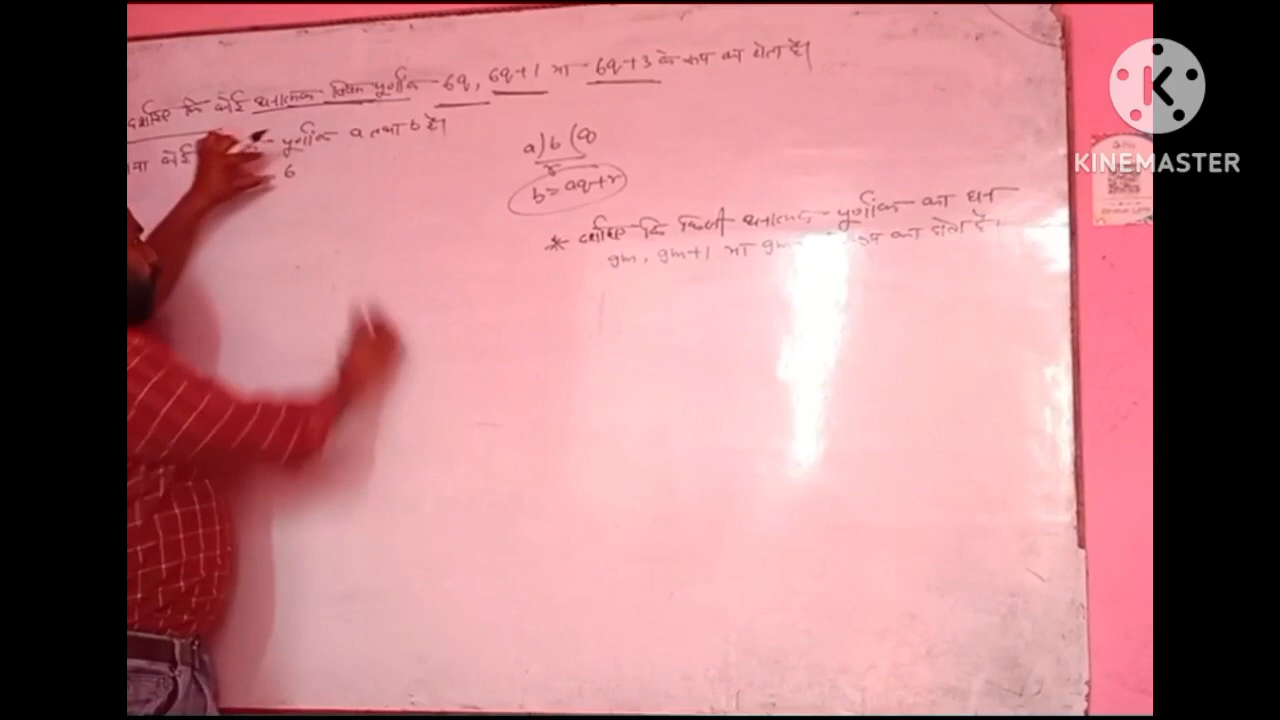 दर्शाइए कि कोई धनात्मक विषम पूर्णांक 6q, 6q+1 या 6q+3 के रूप का होता है।
कोई पूर्णांक a तथा b है।
6
a)b(q
r
b=aq+r
* दर्शाइए कि किसी धनात्मक पूर्णांक का घन
9m, 9m+1 या 9m रूप का होता है।
KINEMASTER